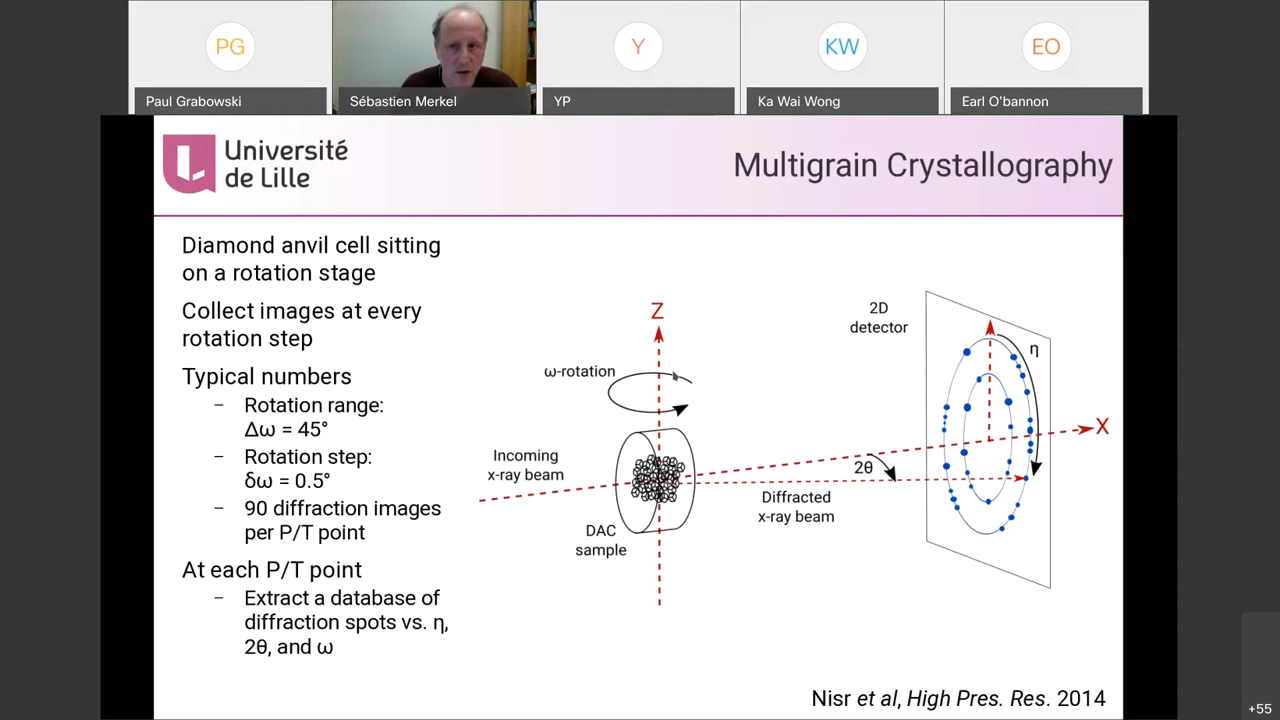 PG
Y
KW
EO
Paul Grabowski
Sébastien Merkel
YP
Ka Wai Wong
Earl O'bannon
Université
de Lille
Multigrain Crystallography
Diamond anvil cell sitting
on a rotation stage
Collect images at every
rotation step
Typical numbers
− Rotation range:
Δω = 45°
− Rotation step:
δω = 0.5°
− 90 diffraction images
per P/T point
At each P/T point
− Extract a database of
diffraction spots vs. η,
2θ, and ω
Z
ω-rotation
Incoming
x-ray beam
DAC
sample
2θ
Diffracted
x-ray beam
2D
detector
η
X
Nisr et al, High Pres. Res. 2014
+55